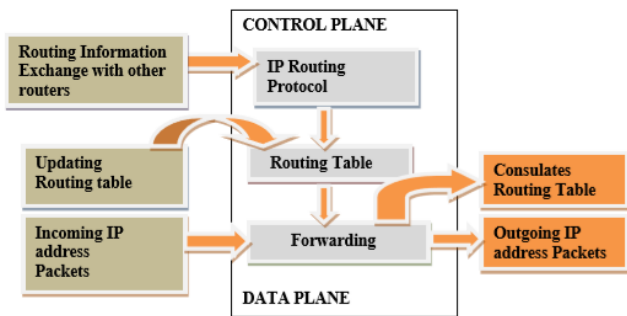 CONTROL PLANE
Routing Information
Exchange with other
routers
IP Routing
Protocol
Updating
Routing table
Routing Table
Consulates
Routing Table
Incoming IP
address
Packets
Forwarding
Outgoing IP
address Packets
DATA PLANE